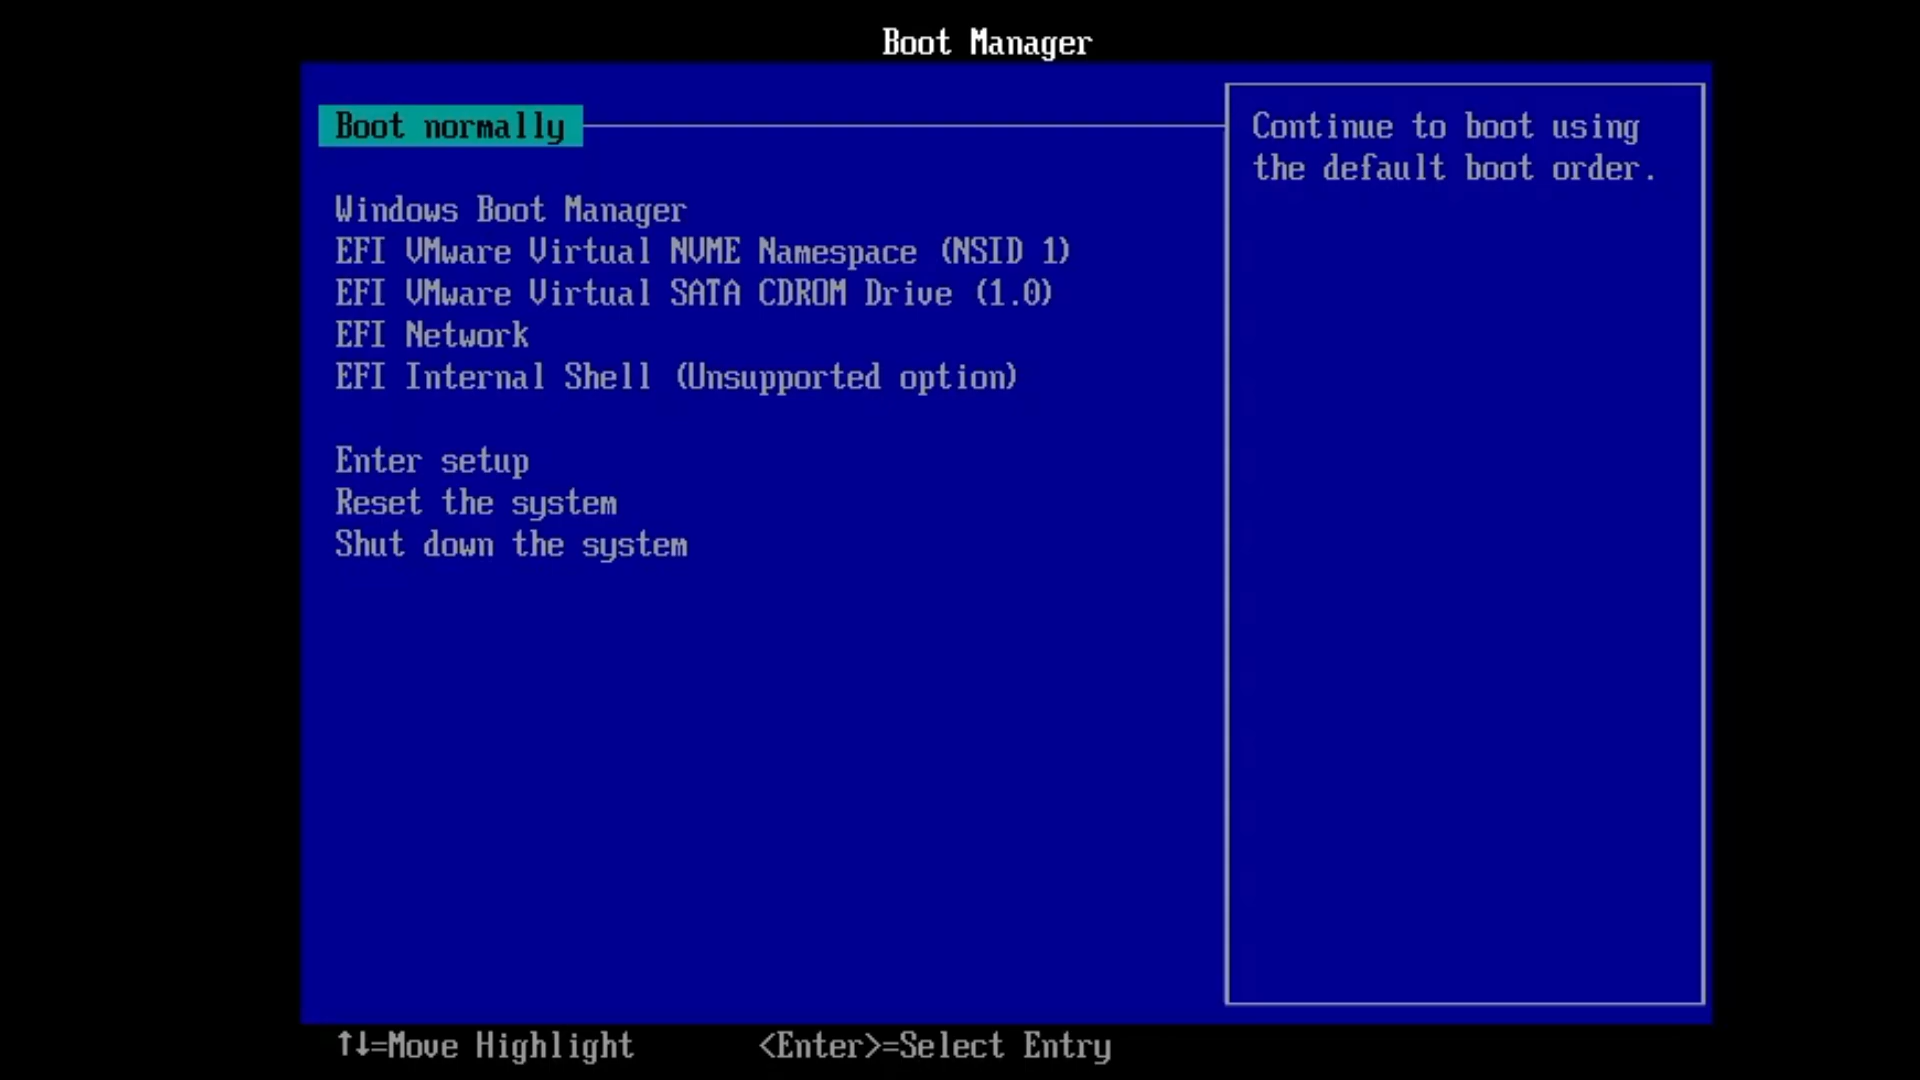 Boot Manager
Boot normally
Continue to boot using
the default boot order.
Windows Boot Manager
EFI VMware Virtual NVME Namespace (NSID 1)
EFI VMware Virtual SATA CDROM Drive (1.0)
EFI Network
EFI Internal Shell (Unsupported option)
Enter setup
Reset the system
Shut down the system
↑↓=Move Highlight <Enter>=Select Entry